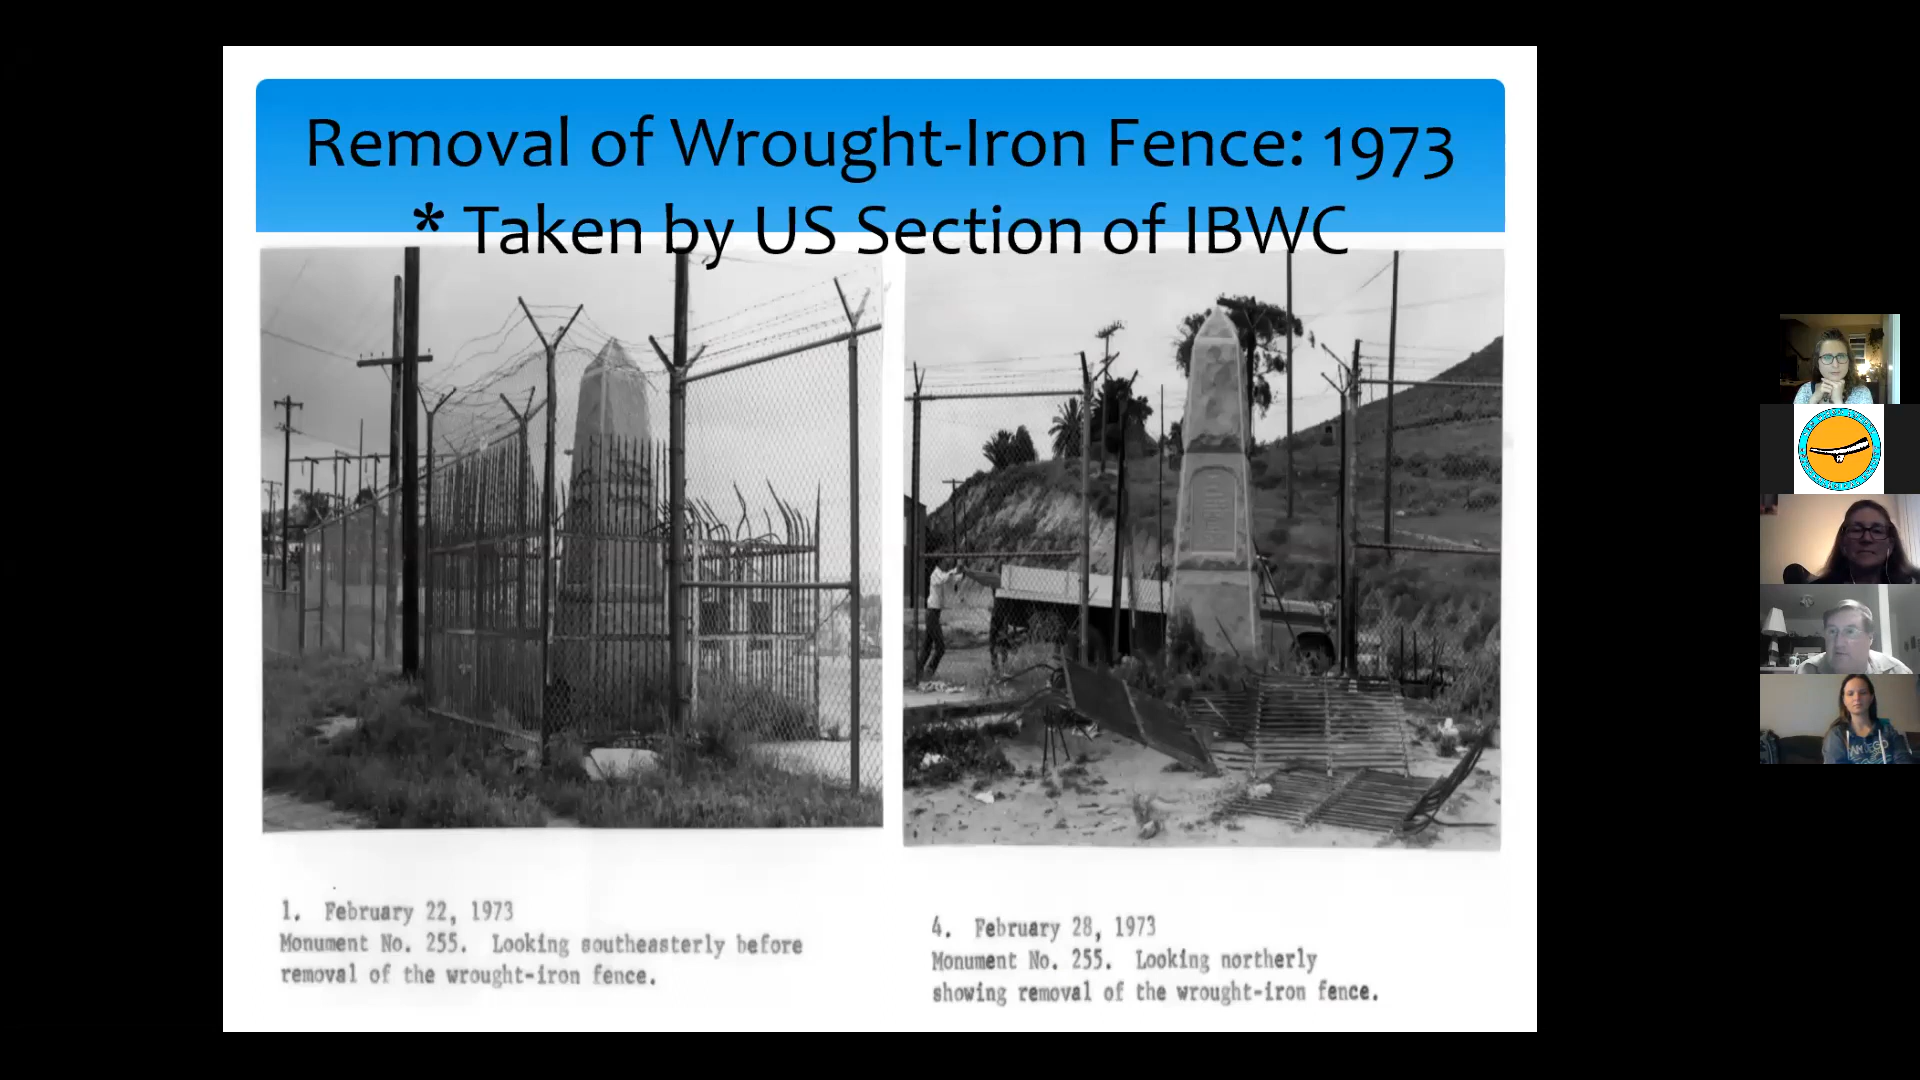 Removal of Wrought-Iron Fence: 1973
* Taken by US Section of IBWC
1. February 22, 1973
Monument No. 255. Looking southeasterly before
removal of the wrought-iron fence.
4. February 28, 1973
Monument No. 255. Looking northerly
showing removal of the wrought-iron fence.